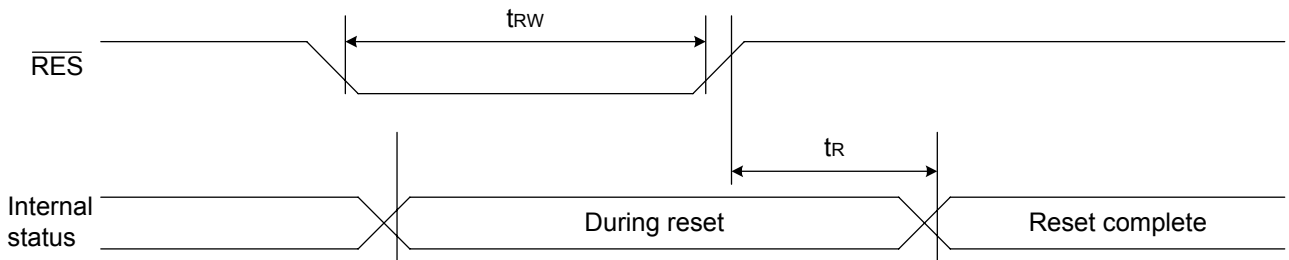 tRW
RES
tR
Internal
status
During reset
Reset complete